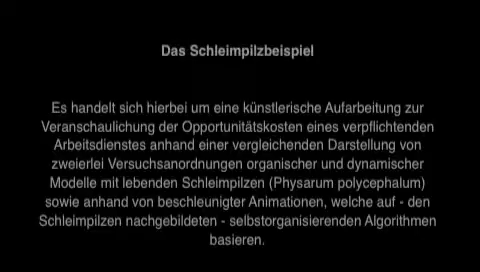 Das Schleimpilzbeispiel
Es handelt sich hierbei um eine künstlerische Aufarbeitung zur
Veranschaulichung der Opportunitätskosten eines verpflichtenden
Arbeitsdienstes anhand einer vergleichenden Darstellung von
zweierlei Versuchsanordnungen organischer und dynamischer
Modelle mit lebenden Schleimpilzen (Physarum polycephalum)
sowie anhand von beschleunigter Animationen, welche auf - den
Schleimpilzen nachgebildeten - selbstorganisierenden Algorithmen
basieren.